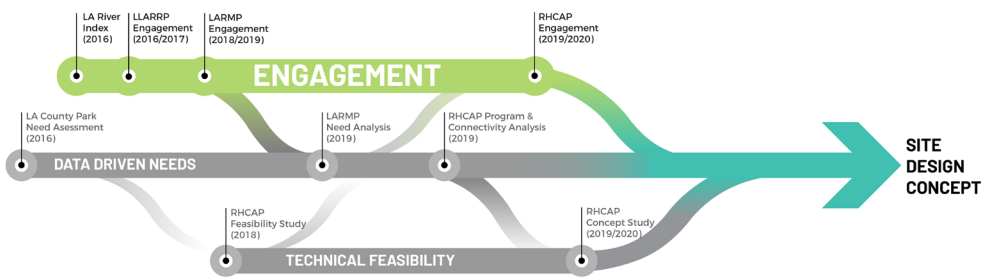 LA River
Index
(2016)
LLARRP
Engagement
(2016/2017)
LARMP
Engagement
(2018/2019)
RHCAP
Engagement
(2019/2020)
ENGAGEMENT
LA County Park
Need Asessment
(2016)
LARMP
Need Analysis
(2019)
RHCAP Program &
Connectivity Analysis
(2019)
DATA DRIVEN NEEDS
SITE
DESIGN
CONCEPT
RHCAP
Feasibility Study
(2018)
RHCAP
Concept Study
(2019/2020)
TECHNICAL FEASIBILITY